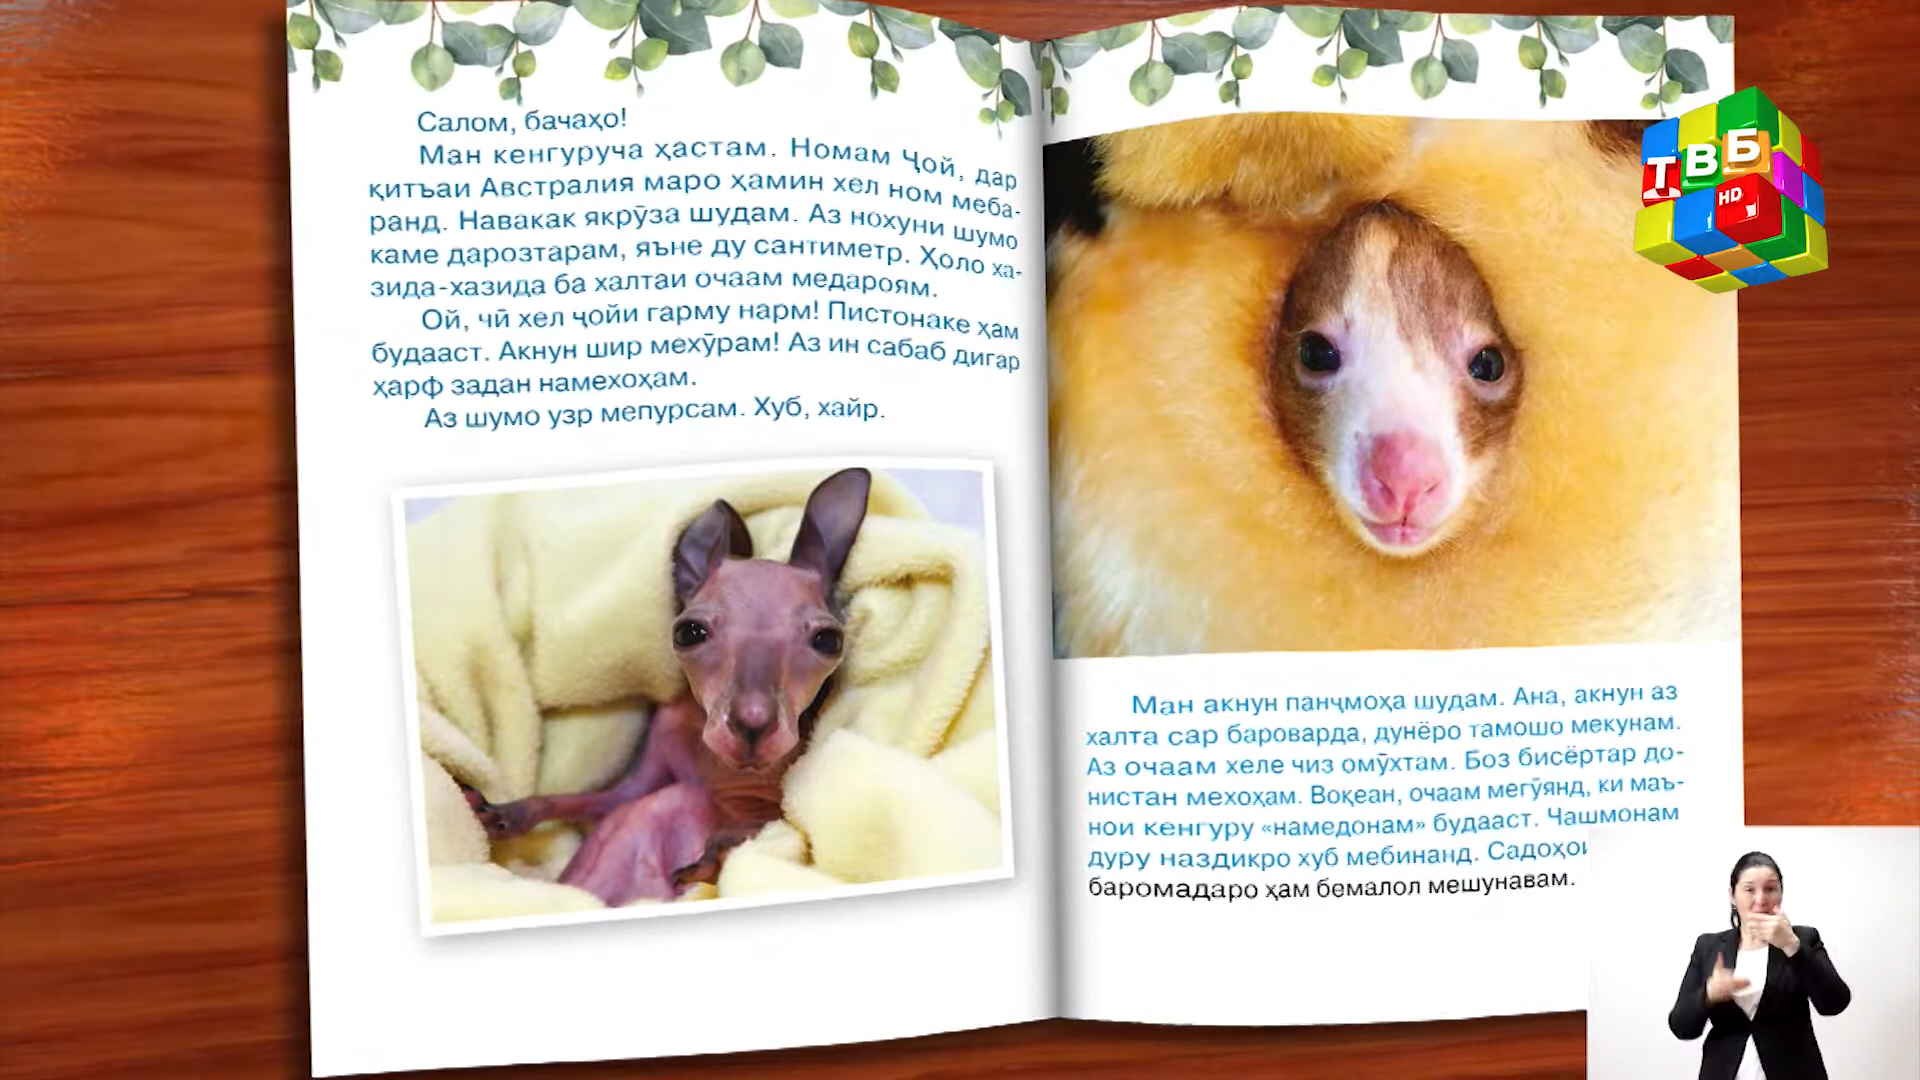 Салом, бачаҳо!
Ман кенгуруча ҳастам. Номам Ҷой, дар
қитъаи Австралия маро ҳамин хел ном меба-
ранд. Навакак якрӯза шудам. Аз нохуни шумо
каме дарозтарам, яъне ду сантиметр. Ҳоло ха-
зида-хазида ба халтаи очаам медароям.
Ой, чӣ хел ҷойи гарму нарм! Пистонаке ҳам
будааст. Акнун шир мехӯрам! Аз ин сабаб дигар
ҳарф задан намехоҳам.
Аз шумо узр мепурсам. Хуб, хайр.
ТВБ
HD
Ман акнун панҷмоҳа шудам. Ана, акнун аз
халта сар бароварда, дунёро тамошо мекунам.
Аз очаам хеле чиз омӯхтам. Боз бисёртар до-
нистан мехоҳам. Воқеан, очаам мегӯянд, ки маъ-
нои кенгуру «намедонам» будааст. Чашмонам
дуру наздикро хуб мебинанд. Садоҳои
баромадаро ҳам бемалол мешунавам.